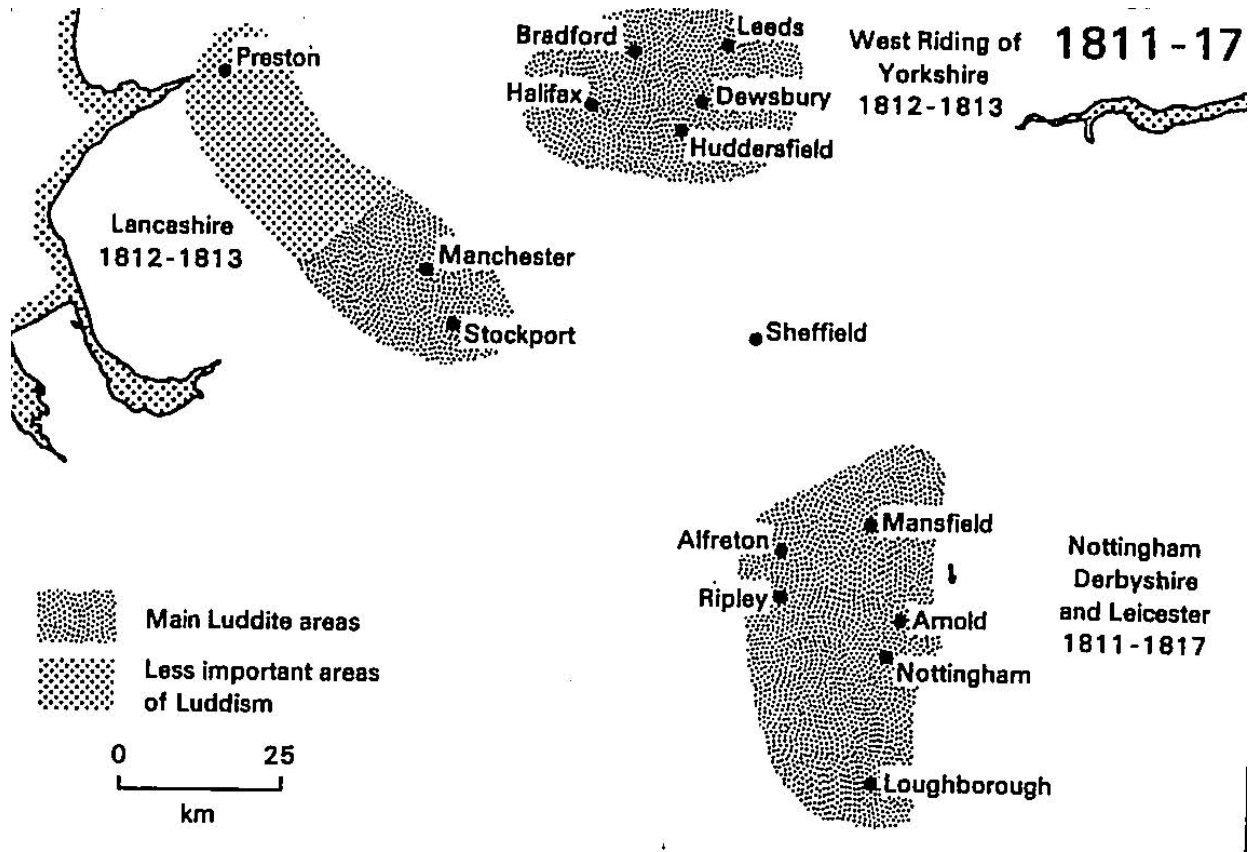 1811-17
West Riding of
Yorkshire
1812-1813
Bradford
Leeds
Halifax
Dewsbury
Huddersfield
Preston
Lancashire
1812-1813
Manchester
Stockport
Sheffield
Mansfield
Alfreton
Ripley
Arnold
Nottingham
Loughborough
Nottingham
Derbyshire
and Leicester
1811-1817
Main Luddite areas
Less important areas
of Luddism
0 25
km